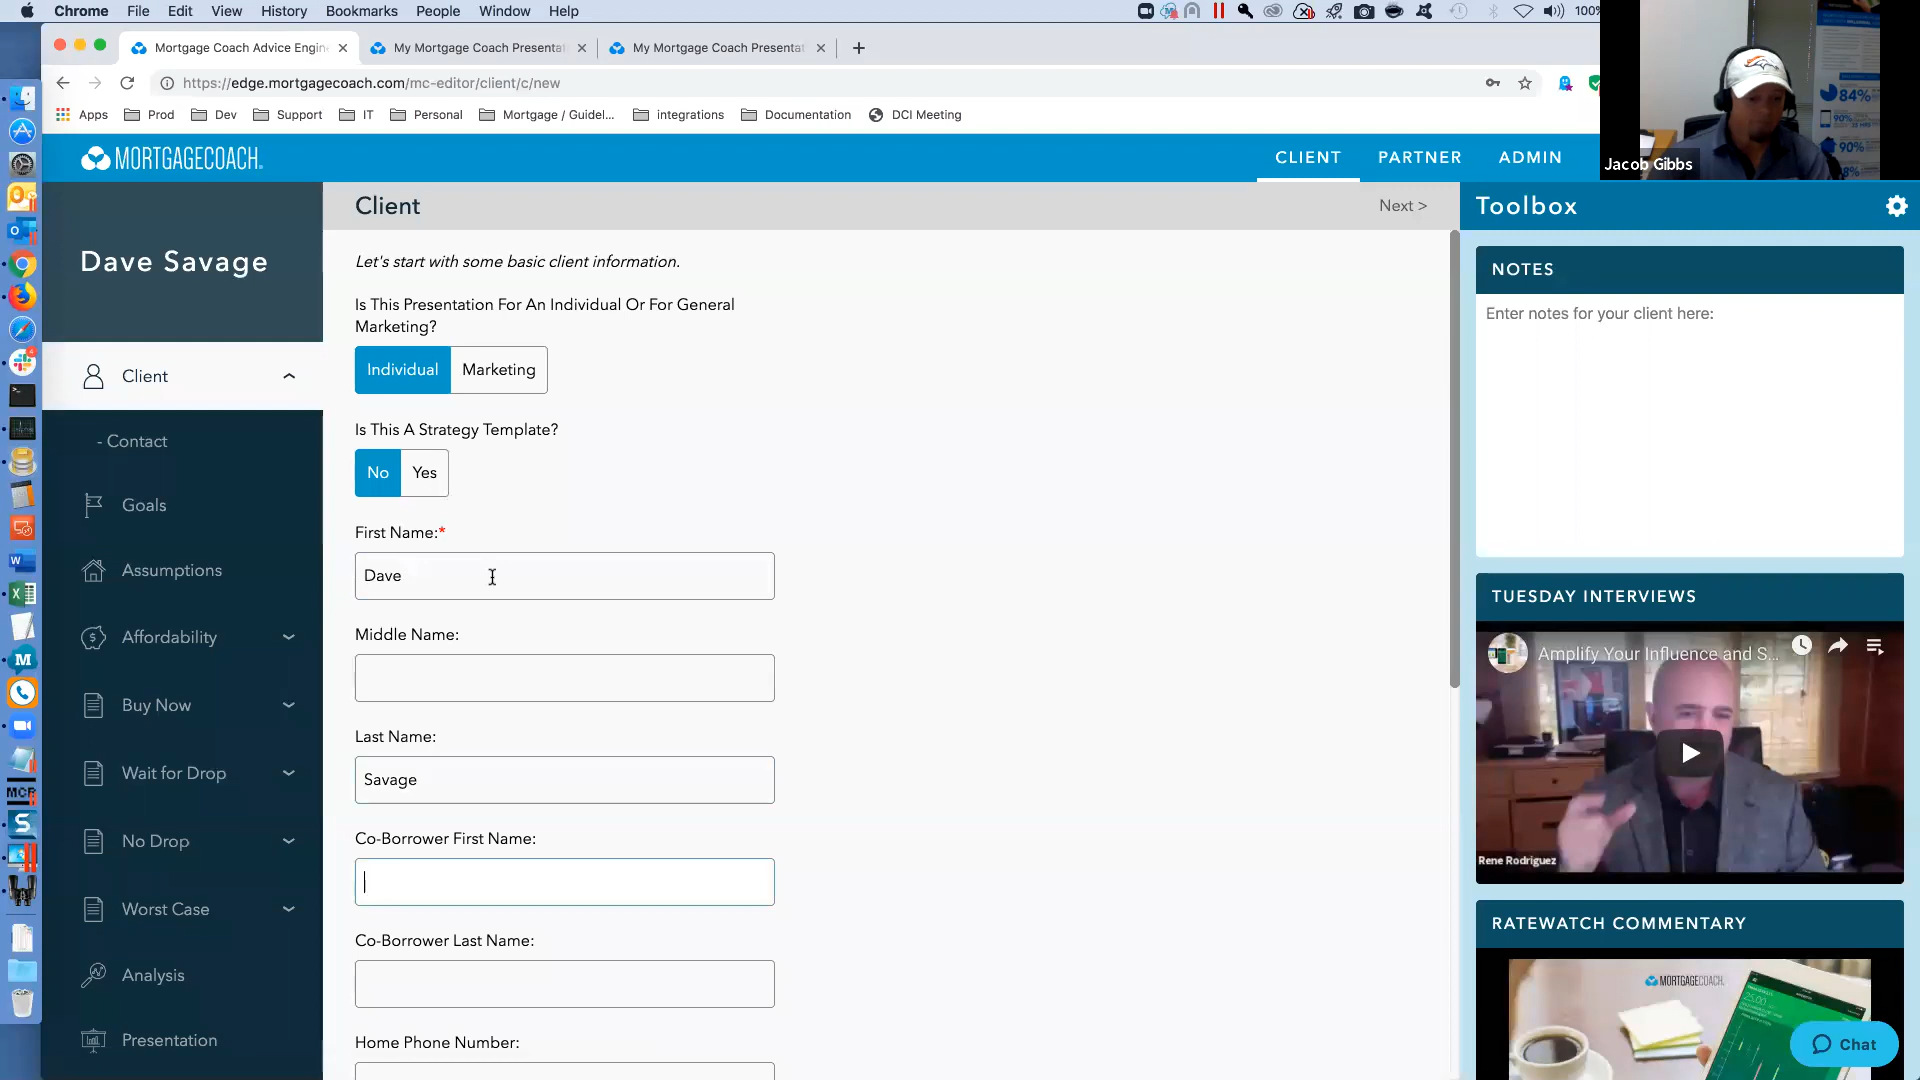 Chrome File Edit View History Bookmarks People Window Help
100%
Mortgage Coach Advice Engin
My Mortgage Coach Presentat
My Mortgage Coach Presentat
https://edge.mortgagecoach.com/mc-editor/client/c/new
Apps Prod Dev Support IT Personal Mortgage / Guidel... integrations Documentation DCI Meeting
84%
90%
90%
Jacob Gibbs
MORTGAGECOACH
CLIENT PARTNER ADMIN
Dave Savage
Client
- Contact
Goals
Assumptions
Affordability
Buy Now
Wait for Drop
No Drop
Worst Case
Analysis
Presentation
Client
Next >
Let's start with some basic client information.
Is This Presentation For An Individual Or For General
Marketing?
Individual Marketing
Is This A Strategy Template?
No Yes
First Name:*
Dave
Middle Name:
Last Name:
Savage
Co-Borrower First Name:
Co-Borrower Last Name:
Home Phone Number:
Toolbox
NOTES
Enter notes for your client here:
TUESDAY INTERVIEWS
Amplify Your Influence and S...
Rene Rodriguez
RATEWATCH COMMENTARY
MORTGAGECOACH
Chat